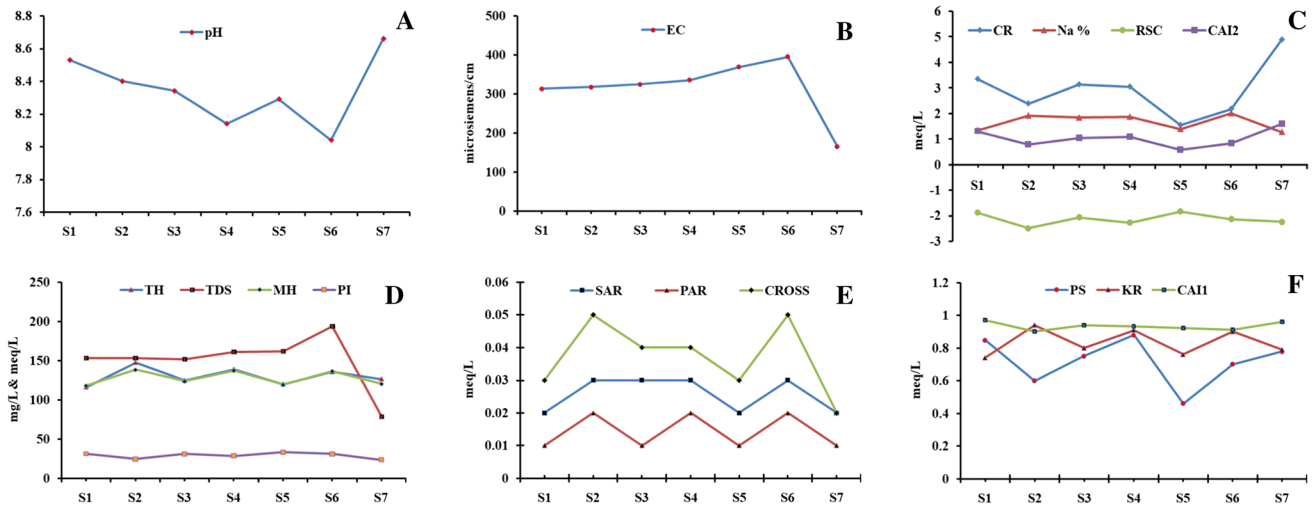 A
pH
8.8
8.6
8.4
8.2
8
7.8
7.6
S1 S2 S3 S4 S5 S6 S7
B
EC
microsiemens/cm
500
400
300
200
100
0
S1 S2 S3 S4 S5 S6 S7
C
CR Na % RSC CAI2
meq/L
6
5
4
3
2
1
0
-1
-2
-3
S1 S2 S3 S4 S5 S6 S7
D
TH TDS MH PI
mg/L & meq/L
250
200
150
100
50
0
S1 S2 S3 S4 S5 S6 S7
E
SAR PAR CROSS
meq/L
0.06
0.05
0.04
0.03
0.02
0.01
0
S1 S2 S3 S4 S5 S6 S7
F
PS KR CAI1
meq/L
1.2
1
0.8
0.6
0.4
0.2
0
S1 S2 S3 S4 S5 S6 S7